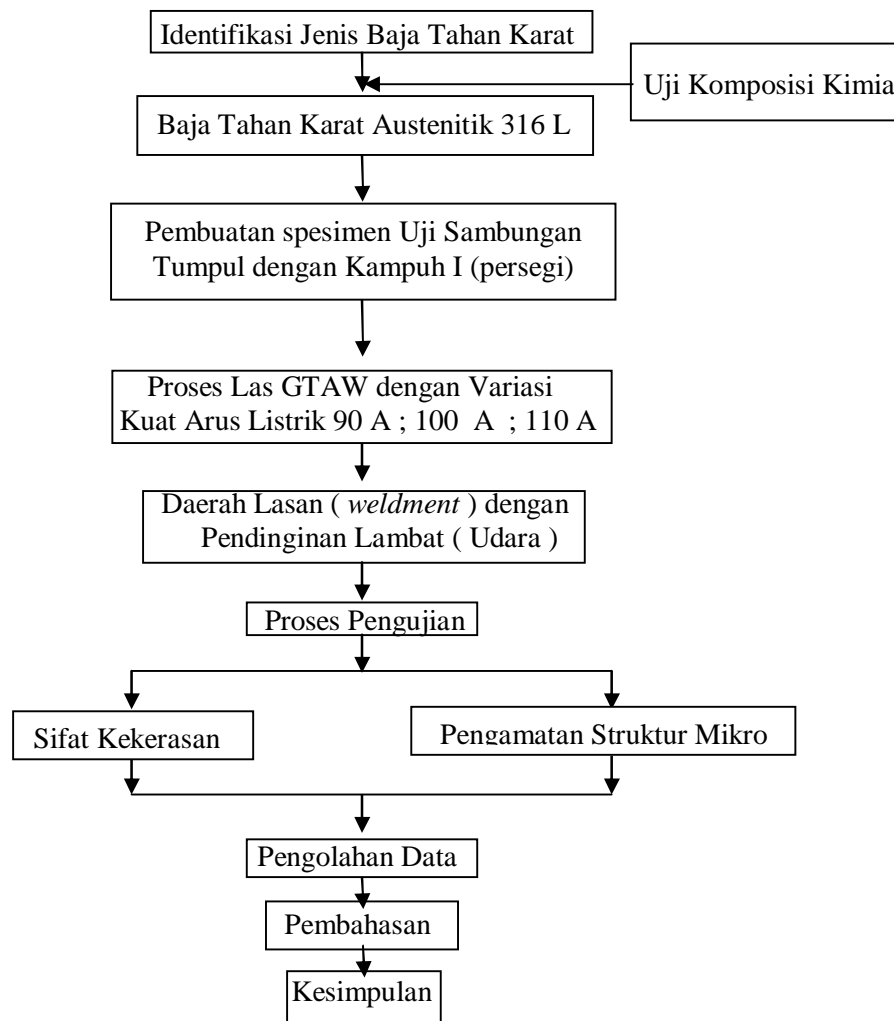 Identifikasi Jenis Baja Tahan Karat
Uji Komposisi Kimia
Baja Tahan Karat Austenitik 316 L
Pembuatan spesimen Uji Sambungan
Tumpul dengan Kampuh I (persegi)
Proses Las GTAW dengan Variasi
Kuat Arus Listrik 90 A ; 100 A ; 110 A
Daerah Lasan ( weldment ) dengan
Pendinginan Lambat ( Udara )
Proses Pengujian
Sifat Kekerasan
Pengamatan Struktur Mikro
Pengolahan Data
Pembahasan
Kesimpulan